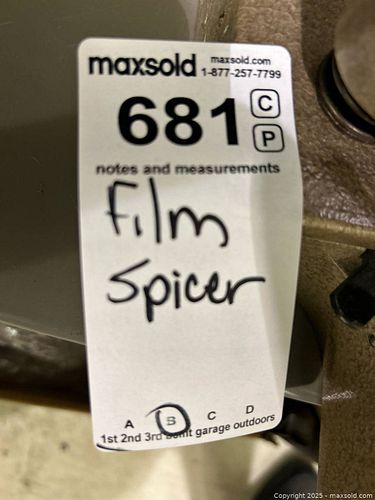 maxsold maxsold.com
1-877-257-7799
681 C
P
notes and measurements
Film
Spicer
A B C D
1st 2nd 3rd garage outdoors
Copyright 2025 - maxsold.com